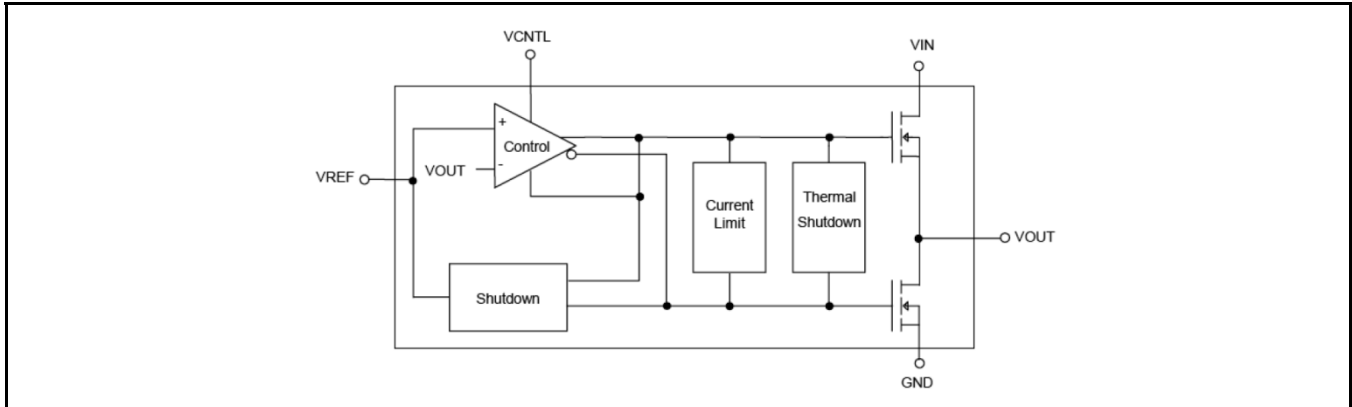 VCNTL
VIN
+
Control
VOUT
-
VREF
Current
Limit
Thermal
Shutdown
VOUT
Shutdown
GND